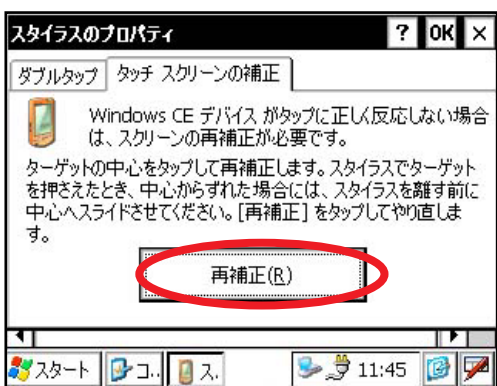 スタイラスのプロパティ ? OK ×
ダブルタップ タッチ スクリーンの補正
Windows CE デバイス がタップに正しく反応しない場合
は、スクリーンの再補正が必要です。
ターゲットの中心をタップして再補正します。スタイラスでターゲット
を押さえたとき、中心からずれた場合には、スタイラスを離す前に
中心へスライドさせてください。[再補正] をタップしてやり直しま
す。
再補正(R)
スタート コ.. ス. 11:45